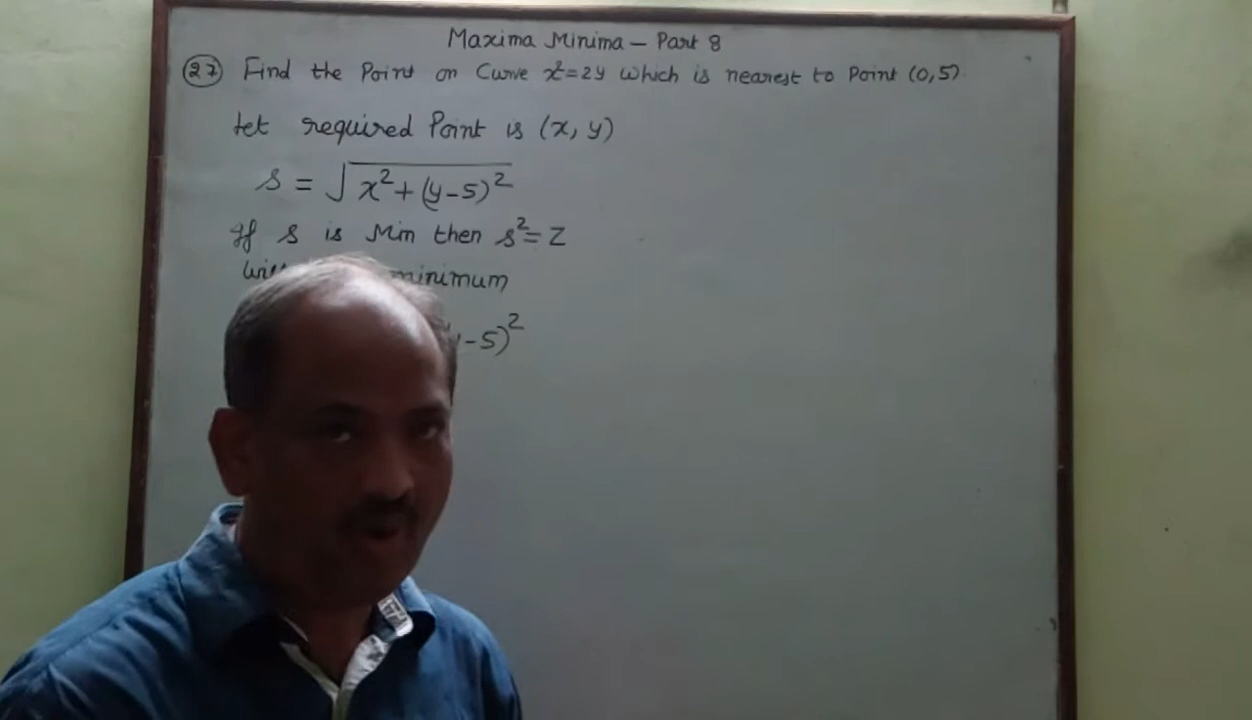 Maxima Minima — Part 8
(27) Find the Point on Curve x²=2y which is nearest to Point (0,5)
Let required Point is (x, y)
s = √x²+(y-5)²
If s is Min then s²= Z
minimum
-5)²